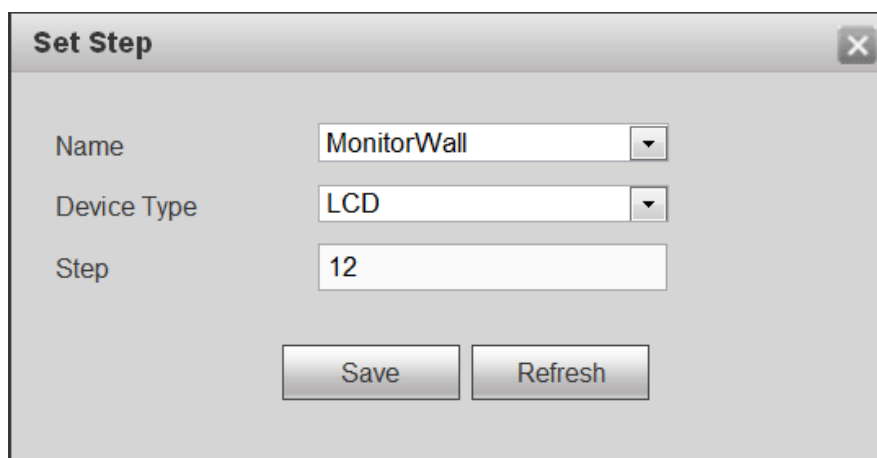 Set Step
Name MonitorWall
Device Type LCD
Step 12
Save Refresh